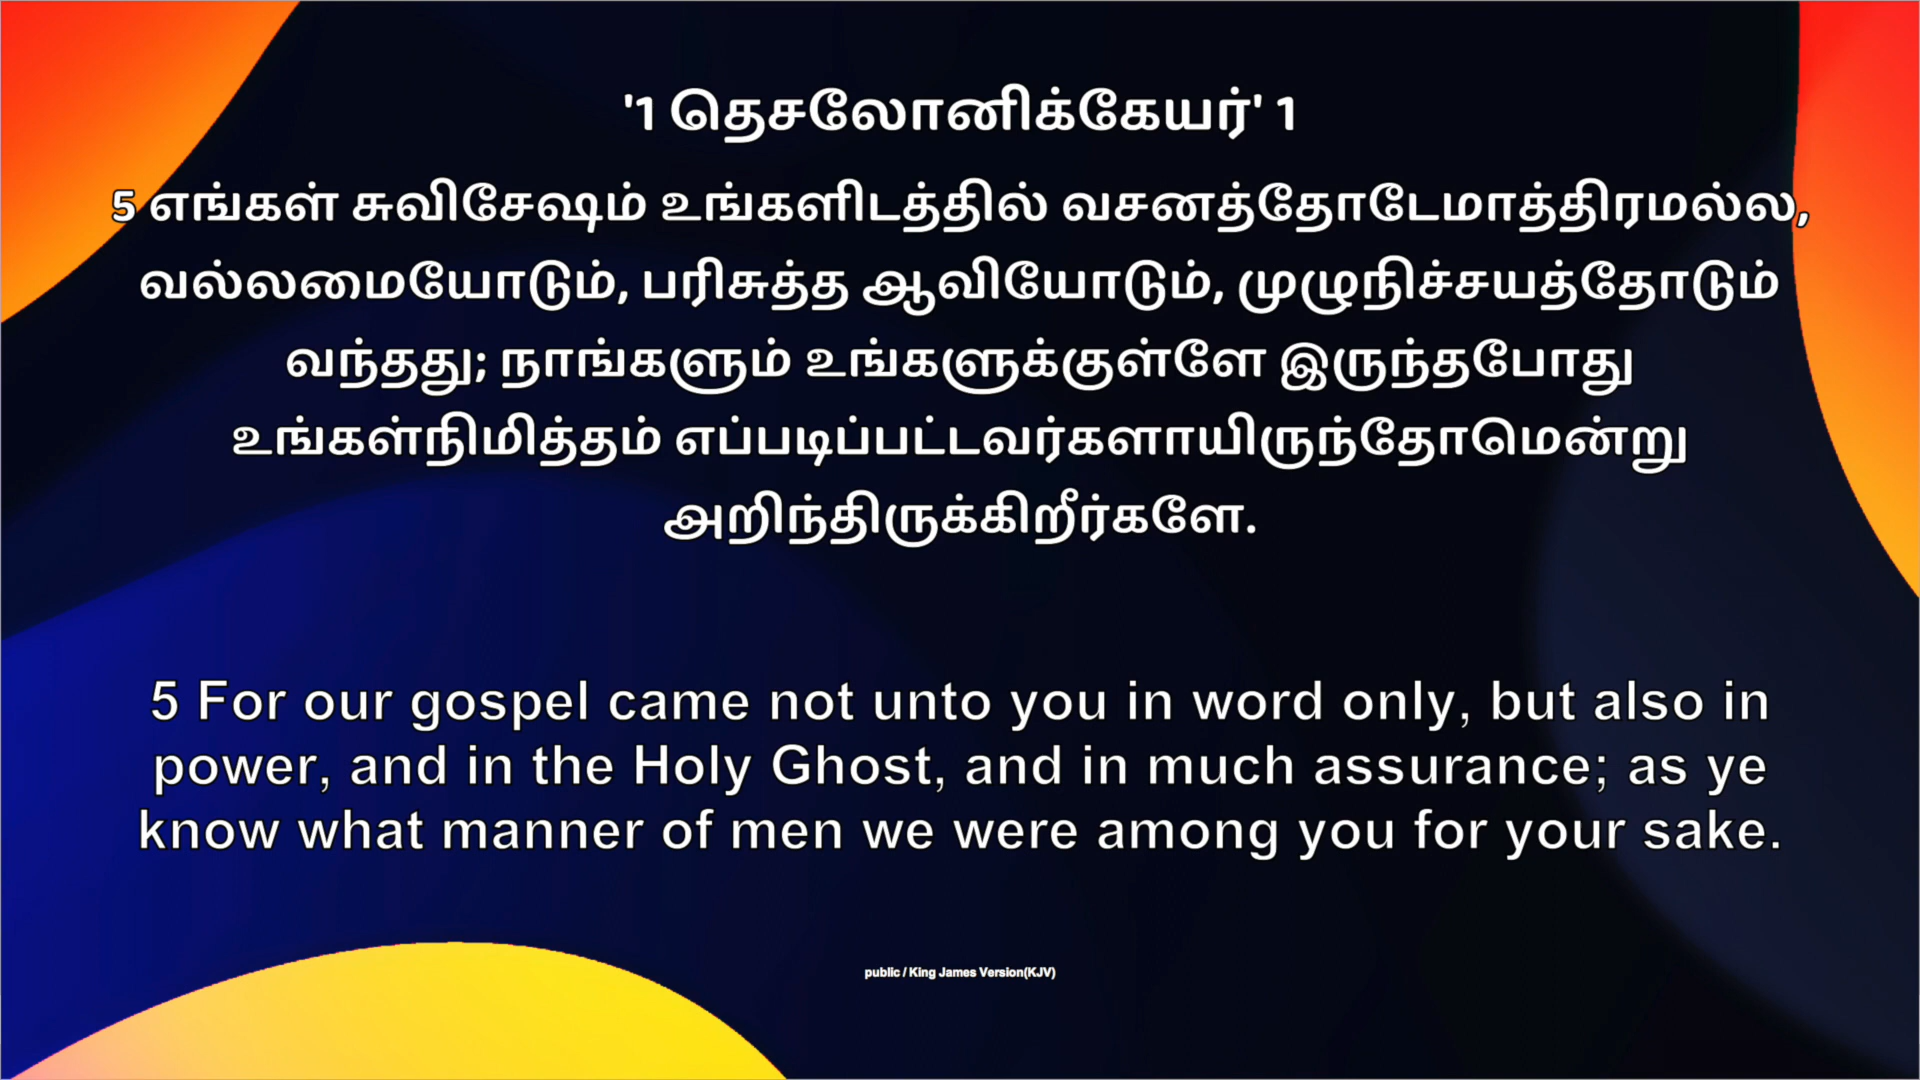 '1 தெசலோனிக்கேயர்' 1
5 எங்கள் சுவிசேஷம் உங்களிடத்தில் வசனத்தோடேமாத்திரமல்ல,
வல்லமையோடும், பரிசுத்த ஆவியோடும், முழுநிச்சயத்தோடும்
வந்தது; நாங்களும் உங்களுக்குள்ளே இருந்தபோது
உங்கள்நிமித்தம் எப்படிப்பட்டவர்களாயிருந்தோமென்று
அறிந்திருக்கிறீர்களே.
5 For our gospel came not unto you in word only, but also in
power, and in the Holy Ghost, and in much assurance; as ye
know what manner of men we were among you for your sake.
public / King James Version(KJV)